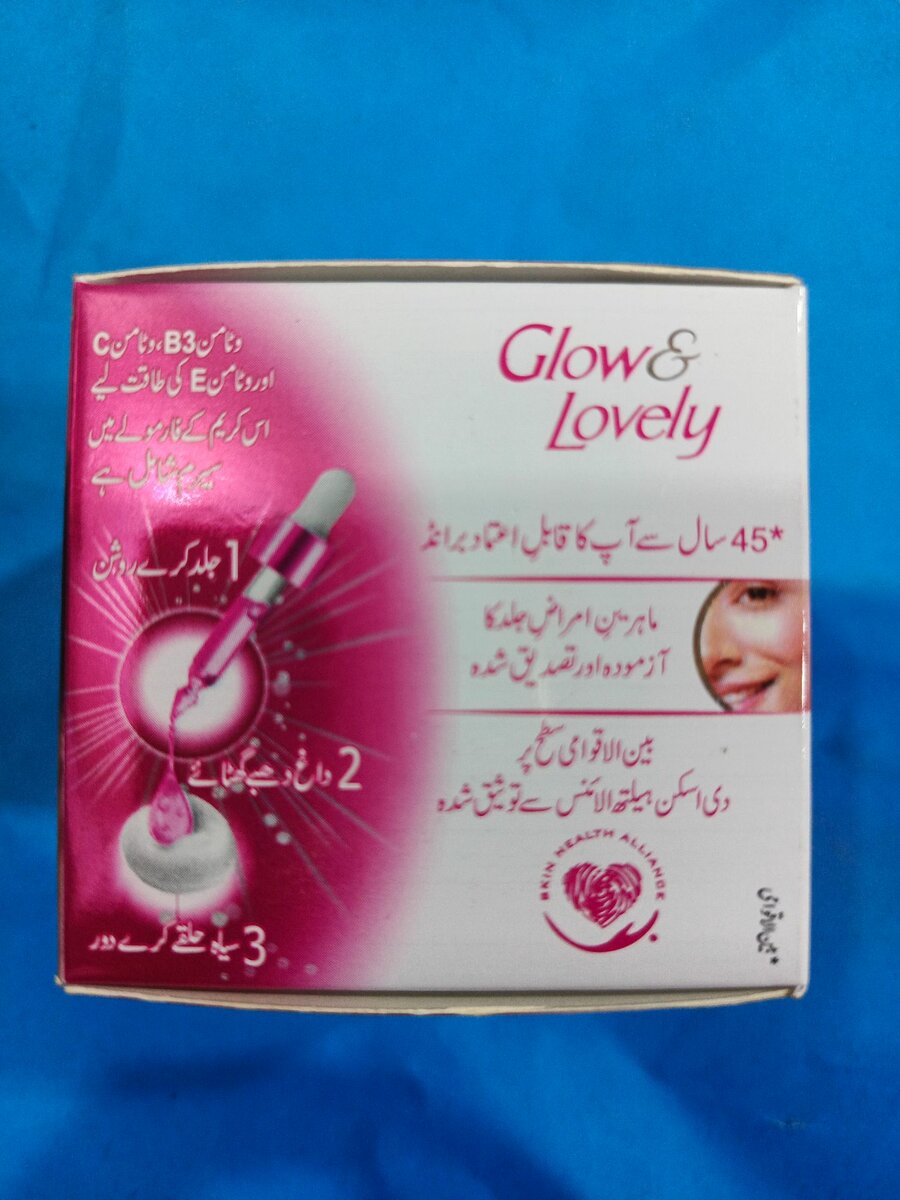 Glow &
Lovely
*45 سال سے آپ کا قابلِ اعتماد برانڈ
ماہرینِ امراضِ جلد کا
آزمودہ اور تصدیق شدہ
بین الاقوامی سطح پر
دی اسکن ہیلتھ الائنس سے توثیق شدہ
SKIN HEALTH ALLIANCE
*بین الاقوامی
وٹامن B3، وٹامن C
اور وٹامن E کی طاقت لیے
اس کریم کے فارمولے میں
سیرم شامل ہے
1 جلد کرے روشن
2 داغ دھبے گھٹائے
3 سیاہ حلقے کرے دور